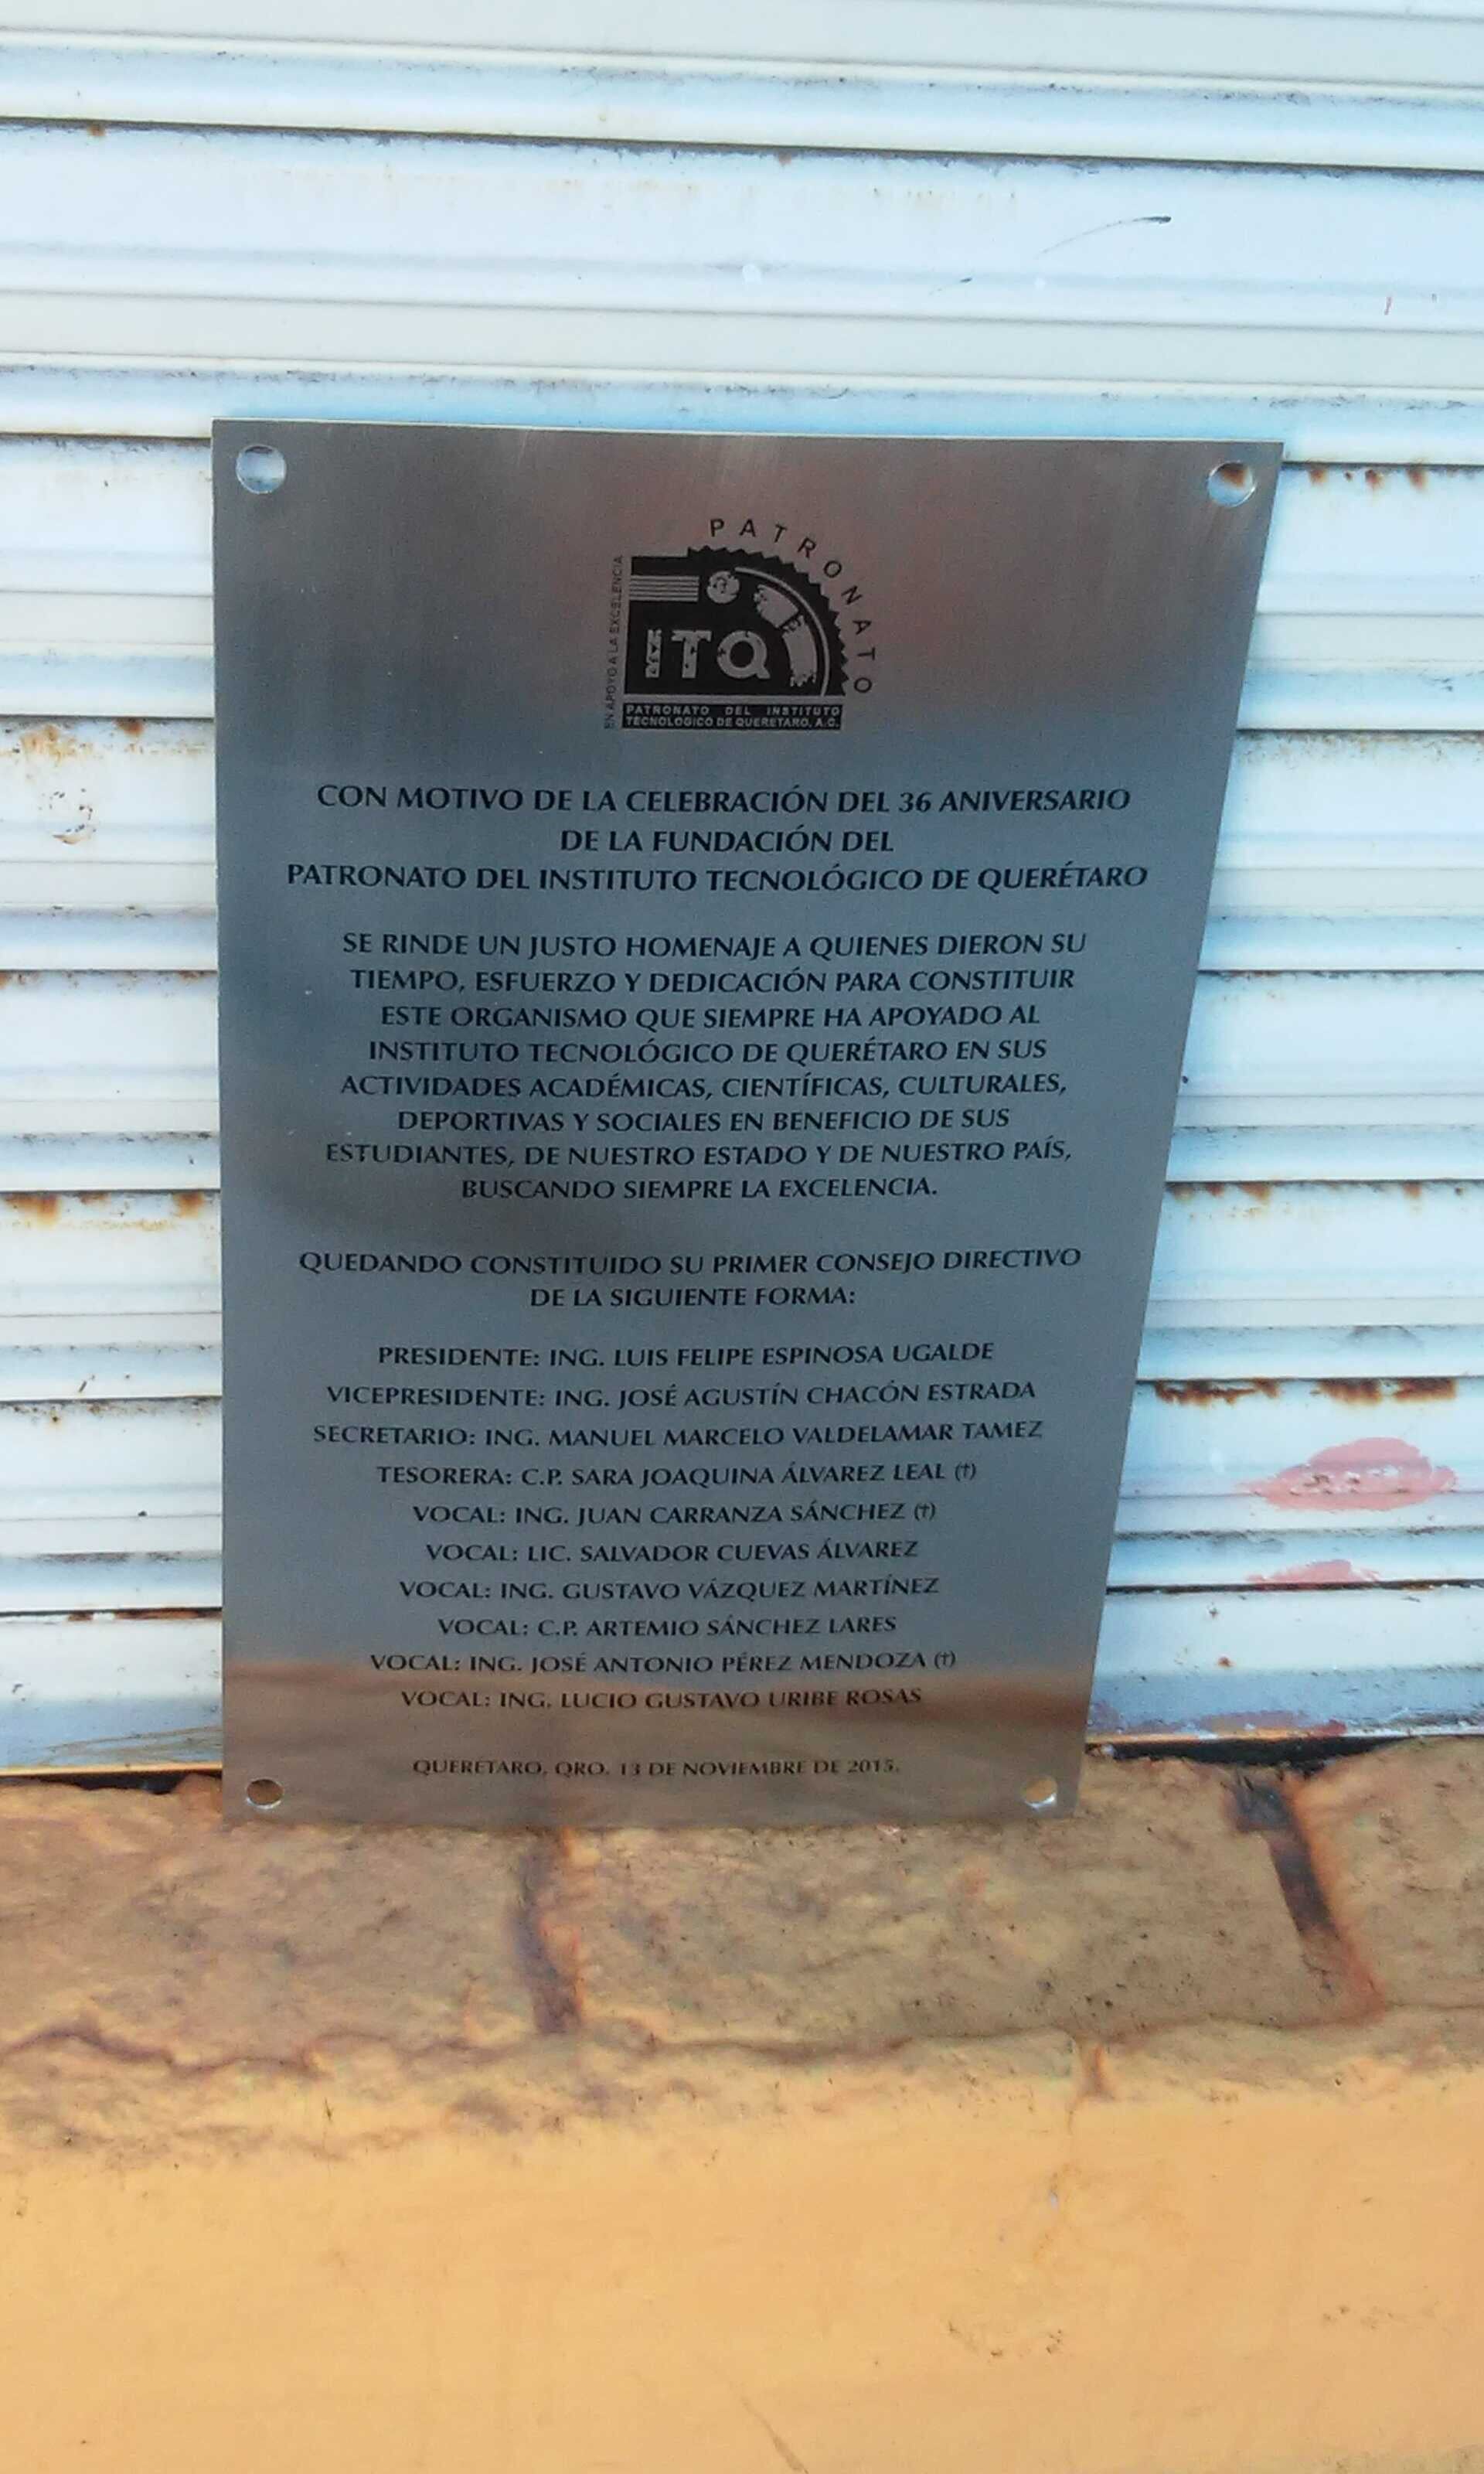 PATRONATO
EN APOYO A LA EXCELENCIA
ITQ
PATRONATO DEL INSTITUTO
TECNOLOGICO DE QUERETARO, A.C.
CON MOTIVO DE LA CELEBRACIÓN DEL 36 ANIVERSARIO
DE LA FUNDACIÓN DEL
PATRONATO DEL INSTITUTO TECNOLÓGICO DE QUERÉTARO
SE RINDE UN JUSTO HOMENAJE A QUIENES DIERON SU
TIEMPO, ESFUERZO Y DEDICACIÓN PARA CONSTITUIR
ESTE ORGANISMO QUE SIEMPRE HA APOYADO AL
INSTITUTO TECNOLÓGICO DE QUERÉTARO EN SUS
ACTIVIDADES ACADÉMICAS, CIENTÍFICAS, CULTURALES,
DEPORTIVAS Y SOCIALES EN BENEFICIO DE SUS
ESTUDIANTES, DE NUESTRO ESTADO Y DE NUESTRO PAÍS,
BUSCANDO SIEMPRE LA EXCELENCIA.
QUEDANDO CONSTITUIDO SU PRIMER CONSEJO DIRECTIVO
DE LA SIGUIENTE FORMA:
PRESIDENTE: ING. LUIS FELIPE ESPINOSA UGALDE
VICEPRESIDENTE: ING. JOSÉ AGUSTÍN CHACÓN ESTRADA
SECRETARIO: ING. MANUEL MARCELO VALDELAMAR TAMEZ
TESORERA: C.P. SARA JOAQUINA ÁLVAREZ LEAL (†)
VOCAL: ING. JUAN CARRANZA SÁNCHEZ (†)
VOCAL: LIC. SALVADOR CUEVAS ÁLVAREZ
VOCAL: ING. GUSTAVO VÁZQUEZ MARTÍNEZ
VOCAL: C.P. ARTEMIO SÁNCHEZ LARES
VOCAL: ING. JOSÉ ANTONIO PÉREZ MENDOZA (†)
VOCAL: ING. LUCIO GUSTAVO URIBE ROSAS
QUERETARO, QRO. 13 DE NOVIEMBRE DE 2015.